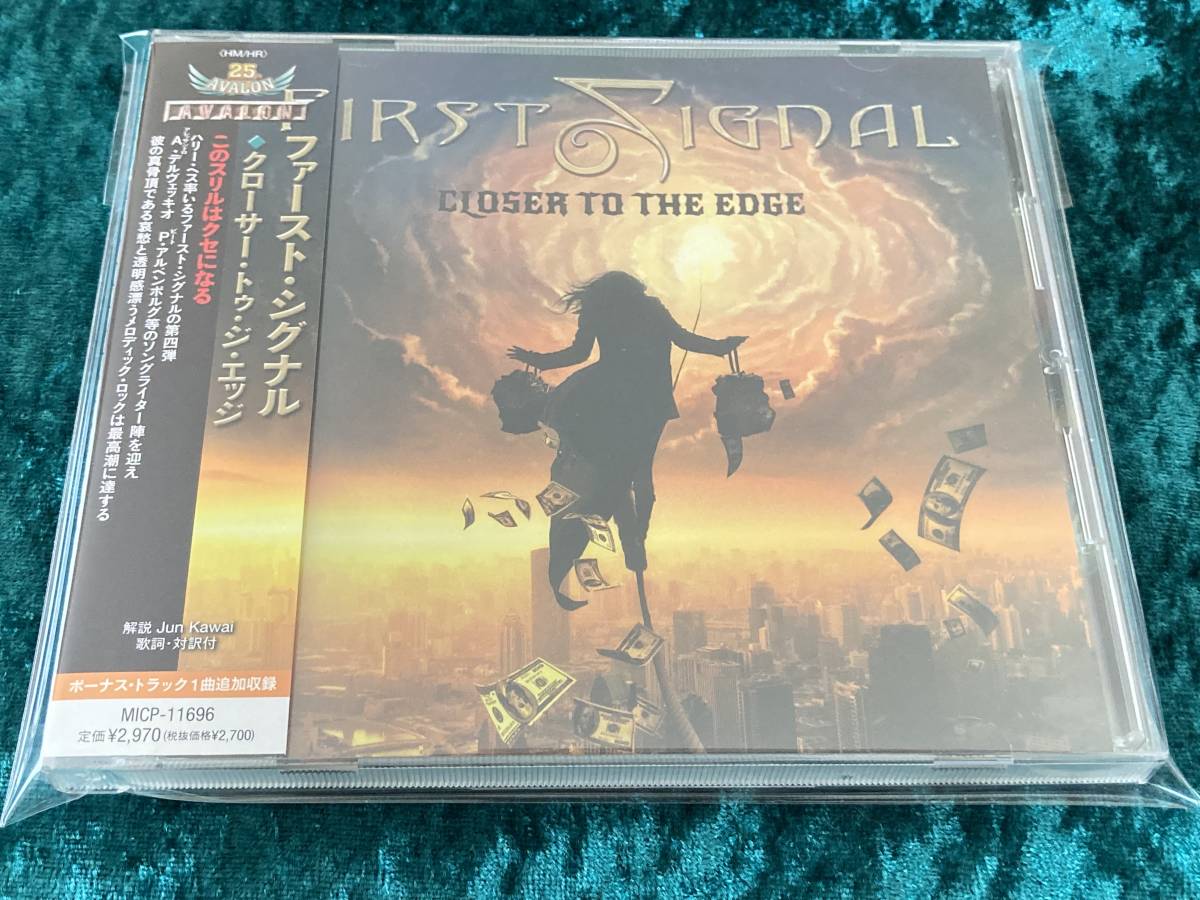 〈HM/HR〉
25th
AVALON
AVALON
FIRST SIGNAL
CLOSER TO THE EDGE
ファースト・シグナル
◆クローサー・トゥ・ジ・エッジ
このスリルはクセになる
ハリー・ヘス率いるファースト・シグナルの第四弾
A・デルヴェッキオ P・アルペンボルグ等のソングライター陣を迎え
彼の真骨頂である哀愁と透明感漂うメロディック・ロックは最高潮に達する
解説 Jun Kawai
歌詞・対訳付
ボーナス・トラック1曲追加収録
MICP-11696
定価¥2,970(税抜価格¥2,700)